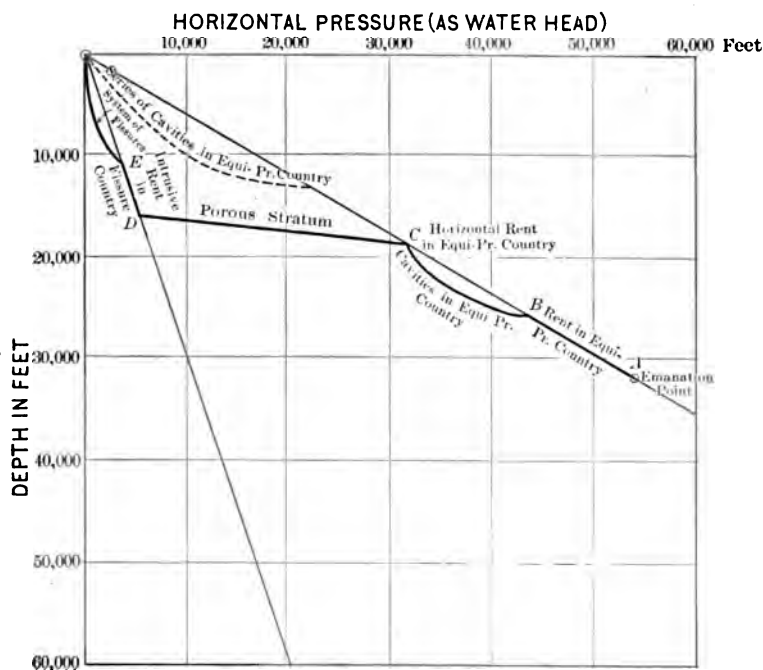 HORIZONTAL PRESSURE (AS WATER HEAD)
10,000 20,000 30,000 40,000 50,000 60,000 Feet
Series of Cavities in Equi-Pr. Country
System of
Fissures
Intrusive
Rent
in
Fissure
Country
E
D
Porous Stratum
C Horizontal Rent
in Equi-Pr. Country
Cavities in Equi Pr.
Country
B Rent in Equi-
Pr. Country
A
Emanation
Point
DEPTH IN FEET
10,000
20,000
30,000
40,000
50,000
60,000